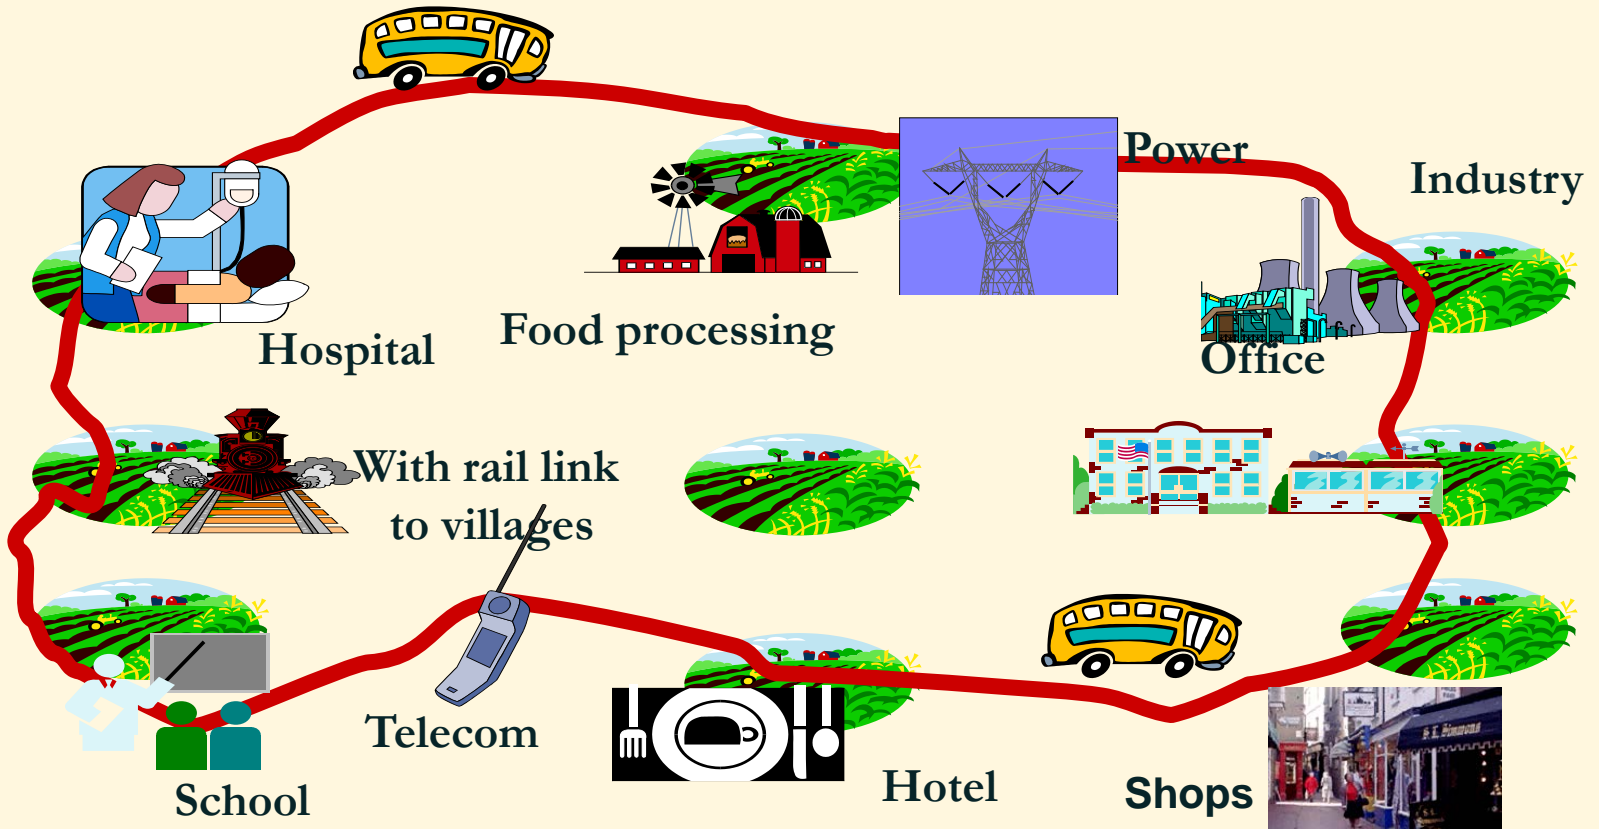 Power
Industry
Food processing
Hospital
Office
With rail link
to villages
Telecom
Hotel
Shops
School